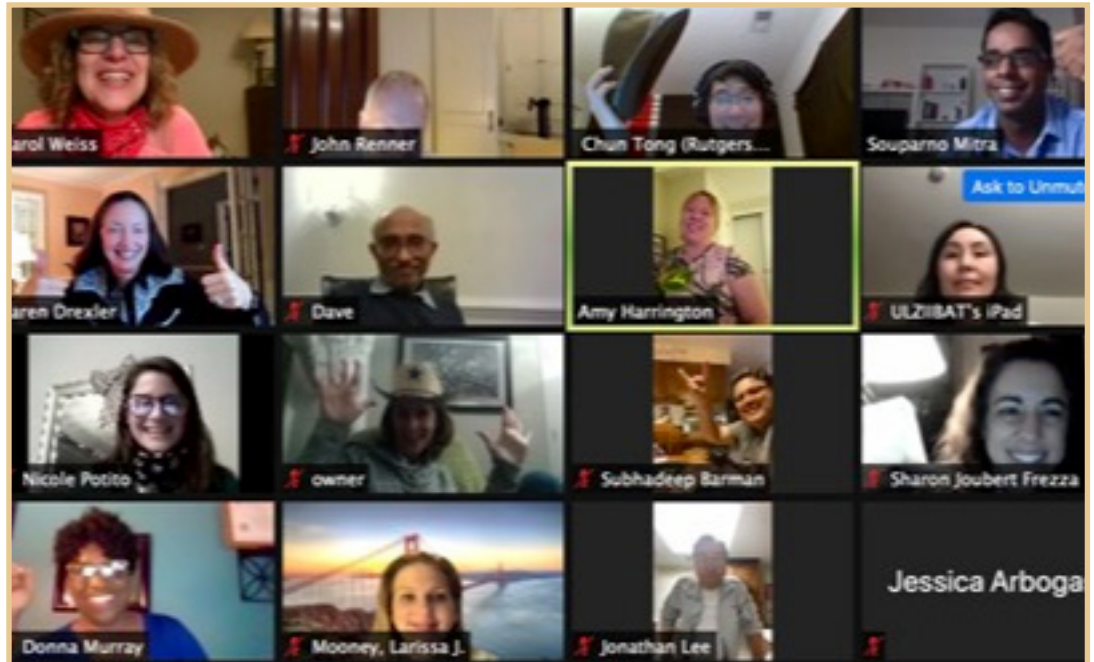 arol Weiss
John Renner
Chun Tong (Rutgers...
Souparno Mitra
Ask to Unmut
aren Drexler
Dave
Amy Harrington
ULZIIBAT's iPad
Nicole Potito
owner
Subhadeep Barman
Sharon Joubert Frezza
Donna Murray
Mooney, Larissa J.
Jonathan Lee
Jessica Arboga